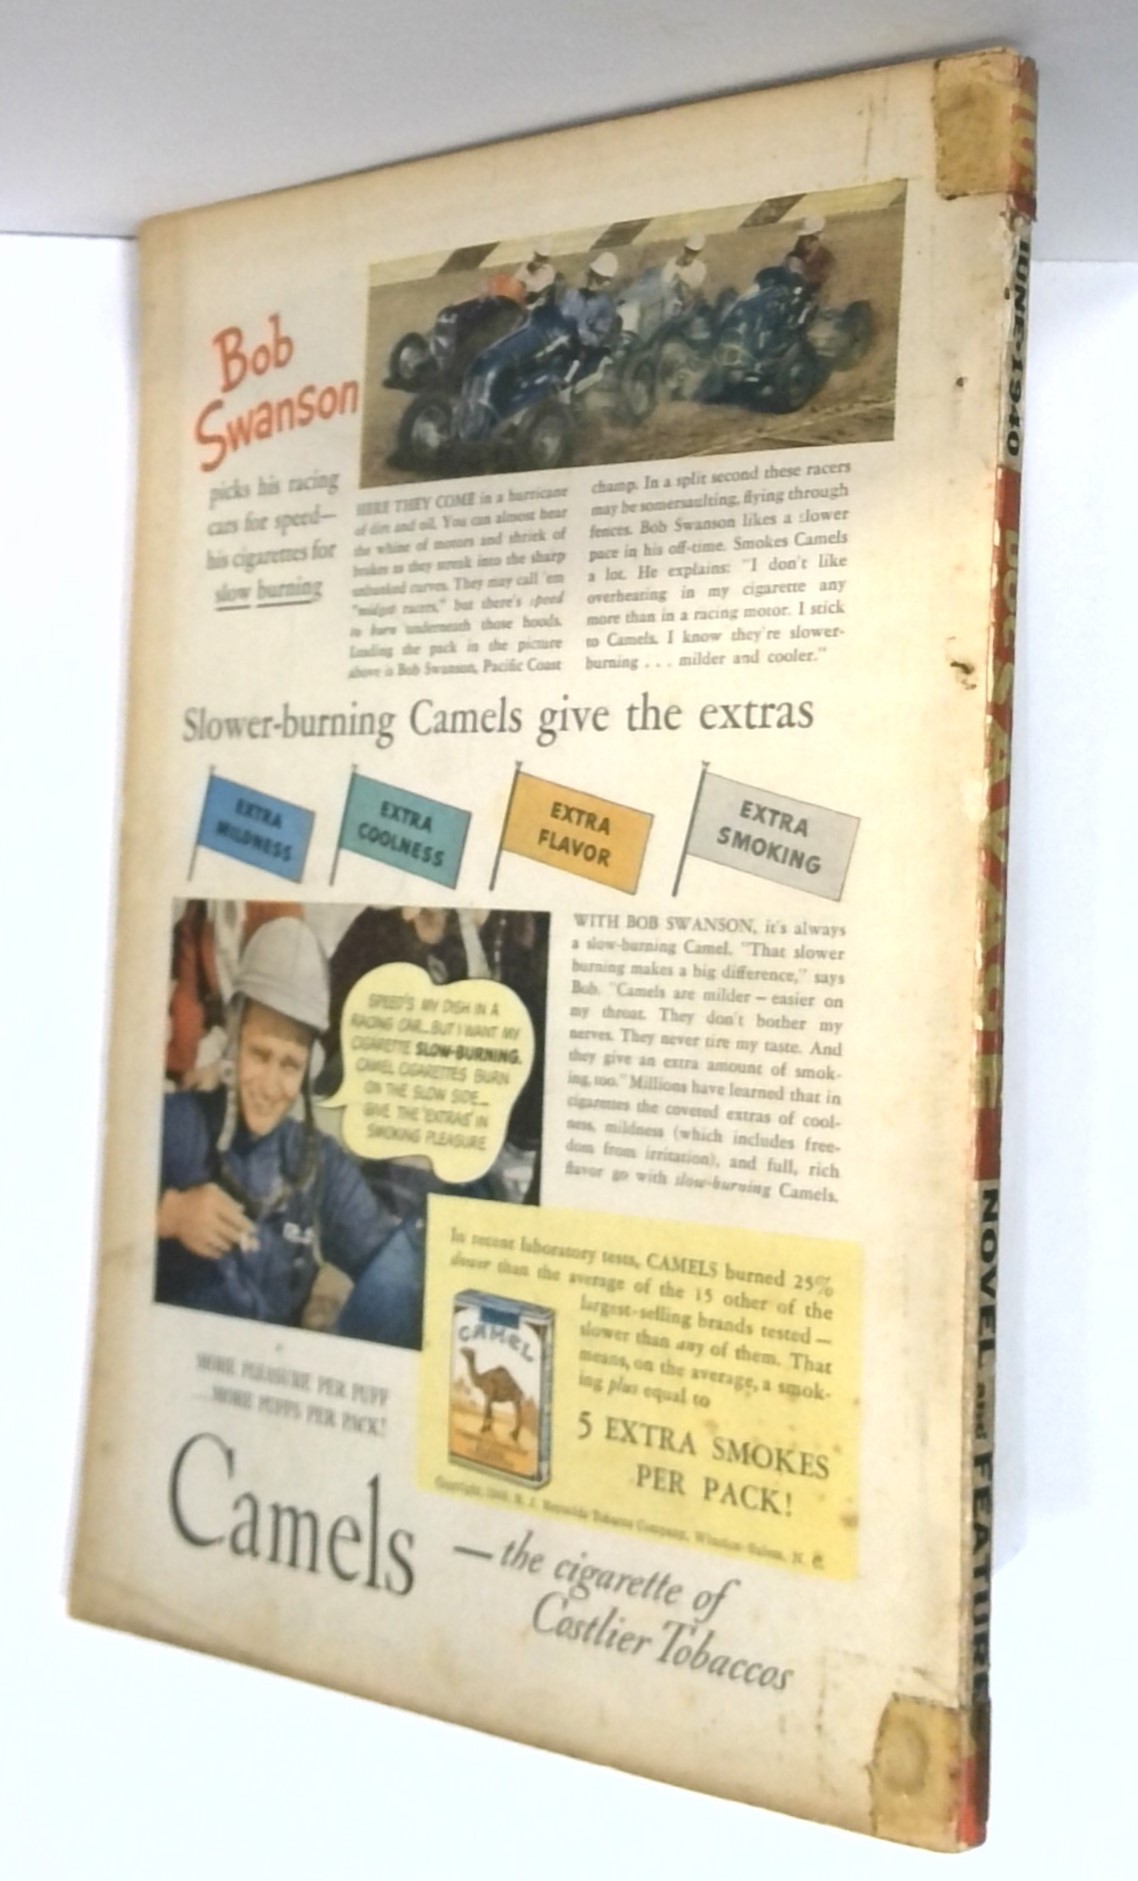 Bob
Swanson
picks his racing
cars for speed—
his cigarettes for
slow burning
HERE THEY COME in a hurricane
of dirt and oil. You can almost hear
the whine of motors and shriek of
brakes as they streak into the sharp
unbanked curves. They may call 'em
"midget racers," but there's speed
to burn underneath those hoods.
Leading the pack in the picture
above is Bob Swanson, Pacific Coast
champ. In a split second these racers
may be somersaulting, flying through
fences. Bob Swanson likes a slower
pace in his off-time. Smokes Camels
a lot. He explains: "I don't like
overheating in my cigarette any
more than in a racing motor. I stick
to Camels. I know they're slower-
burning . . . milder and cooler."
Slower-burning Camels give the extras
EXTRA
MILDNESS
EXTRA
COOLNESS
EXTRA
FLAVOR
EXTRA
SMOKING
SPEED'S MY DISH IN A
RACING CAR...BUT I WANT MY
CIGARETTE SLOW-BURNING.
CAMEL CIGARETTES BURN
ON THE SLOW SIDE...
GIVE THE 'EXTRAS' IN
SMOKING PLEASURE
WITH BOB SWANSON, it's always
a slow-burning Camel. "That slower
burning makes a big difference," says
Bob. "Camels are milder — easier on
my throat. They don't bother my
nerves. They never tire my taste. And
they give an extra amount of smok-
ing, too." Millions have learned that in
cigarettes the coveted extras of cool-
ness, mildness (which includes free-
dom from irritation), and full, rich
flavor go with slow-burning Camels.
In recent laboratory tests, CAMELS burned 25%
slower than the average of the 15 other of the
largest-selling brands tested —
slower than any of them. That
means, on the average, a smok-
ing plus equal to
5 EXTRA SMOKES
PER PACK!
CAMEL
Copyright, 1940, R. J. Reynolds Tobacco Company, Winston-Salem, N. C.
MORE PLEASURE PER PUFF
...MORE PUFFS PER PACK!
Camels
—the cigarette of
Costlier Tobaccos
JUNE 1940
DOC SAVAGE
NOVEL and FEATURE